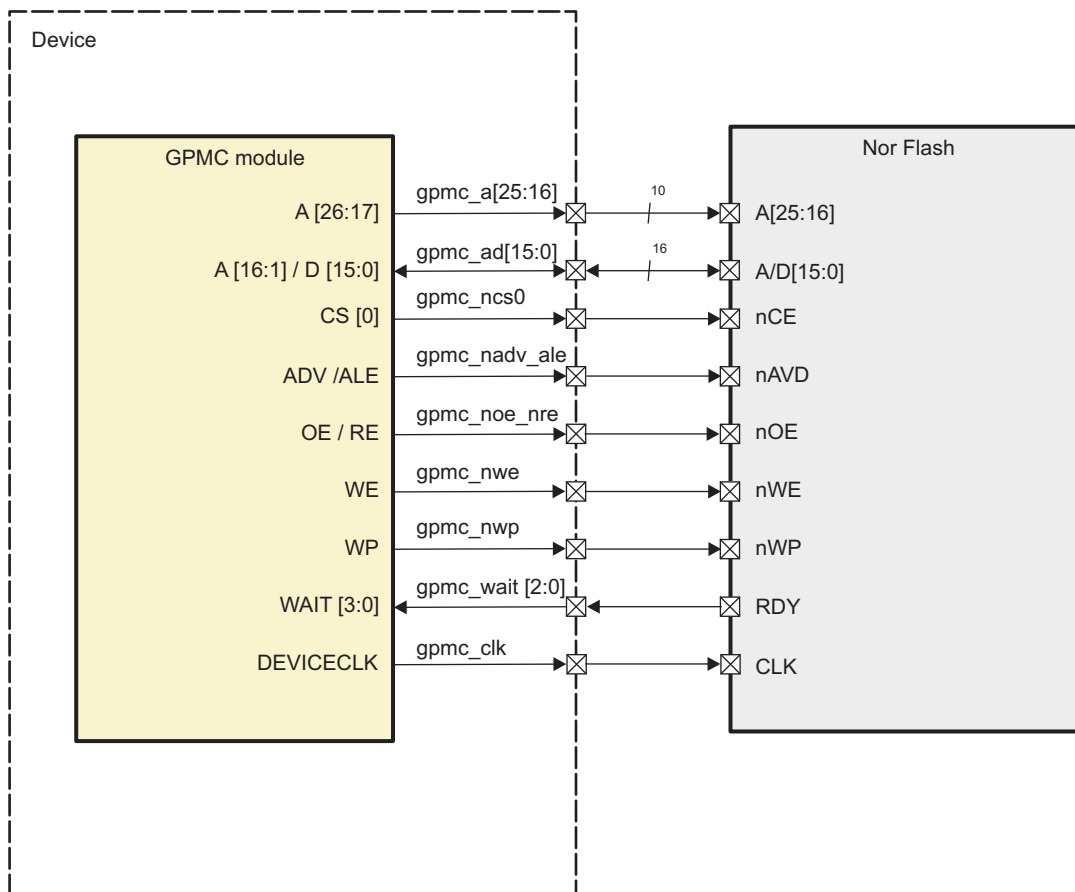 Device
GPMC module
Nor Flash
A [26:17]
gpmc_a[25:16]
10
A[25:16]
A [16:1] / D [15:0]
gpmc_ad[15:0]
16
A/D[15:0]
CS [0]
gpmc_ncs0
nCE
ADV /ALE
gpmc_nadv_ale
nAVD
OE / RE
gpmc_noe_nre
nOE
WE
gpmc_nwe
nWE
WP
gpmc_nwp
nWP
WAIT [3:0]
gpmc_wait [2:0]
RDY
DEVICECLK
gpmc_clk
CLK